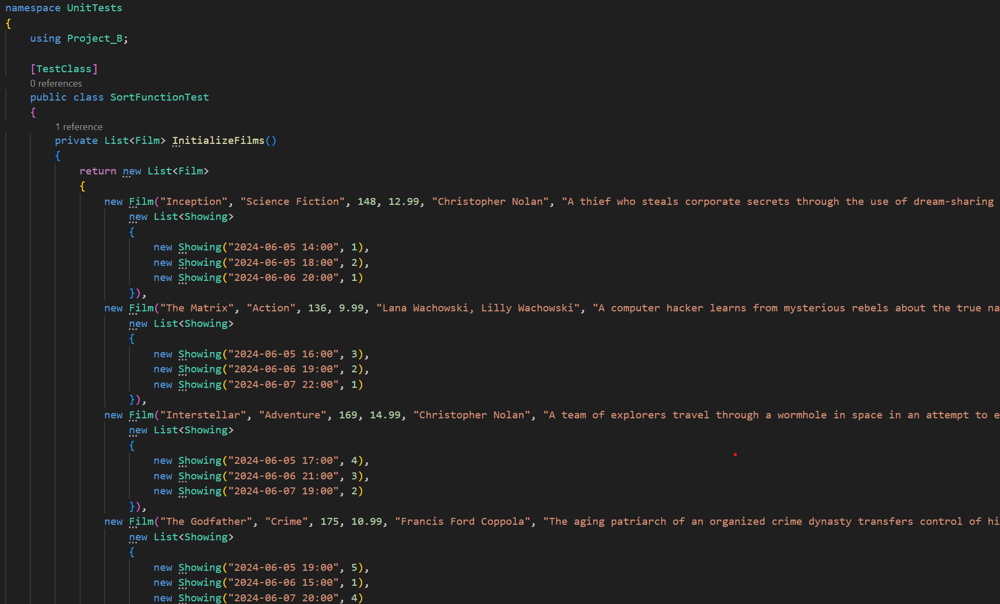 namespace UnitTests
{
using Project_B;
[TestClass]
0 references
public class SortFunctionTest
{
1 reference
private List<Film> InitializeFilms()
{
return new List<Film>
{
new Film("Inception", "Science Fiction", 148, 12.99, "Christopher Nolan", "A thief who steals corporate secrets through the use of dream-sharing
new List<Showing>
{
new Showing("2024-06-05 14:00", 1),
new Showing("2024-06-05 18:00", 2),
new Showing("2024-06-06 20:00", 1)
}),
new Film("The Matrix", "Action", 136, 9.99, "Lana Wachowski, Lilly Wachowski", "A computer hacker learns from mysterious rebels about the true na
new List<Showing>
{
new Showing("2024-06-05 16:00", 3),
new Showing("2024-06-06 19:00", 2),
new Showing("2024-06-07 22:00", 1)
}),
new Film("Interstellar", "Adventure", 169, 14.99, "Christopher Nolan", "A team of explorers travel through a wormhole in space in an attempt to e
new List<Showing>
{
new Showing("2024-06-05 17:00", 4),
new Showing("2024-06-06 21:00", 3),
new Showing("2024-06-07 19:00", 2)
}),
new Film("The Godfather", "Crime", 175, 10.99, "Francis Ford Coppola", "The aging patriarch of an organized crime dynasty transfers control of hi
new List<Showing>
{
new Showing("2024-06-05 19:00", 5),
new Showing("2024-06-06 15:00", 1),
new Showing("2024-06-07 20:00", 4)